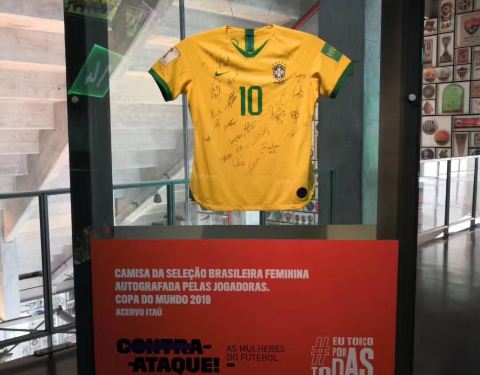 10
CAMISA DA SELEÇÃO BRASILEIRA FEMININA
AUTOGRAFADA PELAS JOGADORAS.
COPA DO MUNDO 2019
ACERVO ITAÚ
CONTRA-
-ATAQUE!
AS MULHERES
DO FUTEBOL
#EU TORÇO
POR
TODAS